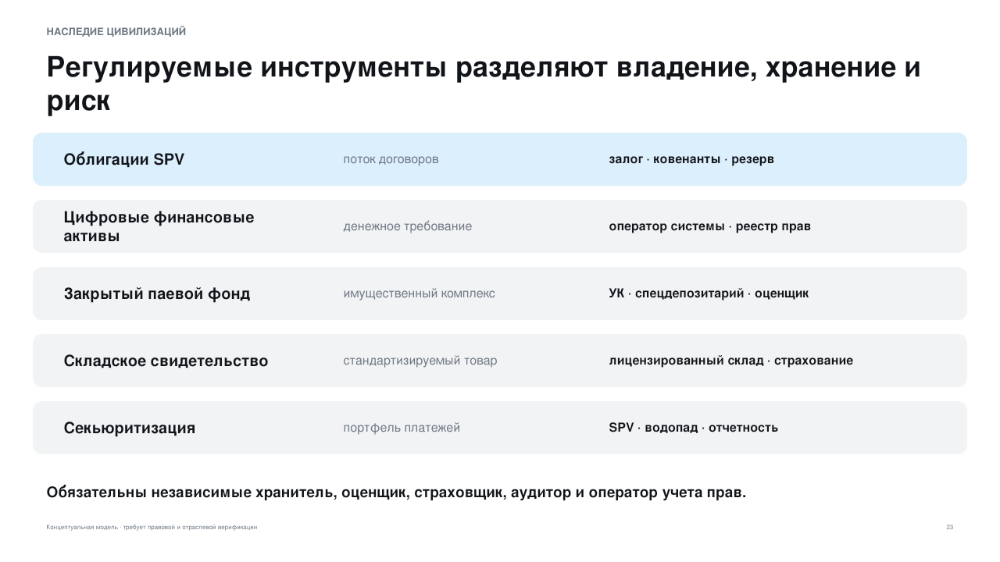 НАСЛЕДИЕ ЦИВИЛИЗАЦИЙ
Регулируемые инструменты разделяют владение, хранение и
риск
Облигации SPV
поток договоров
залог · ковенанты · резерв
Цифровые финансовые
активы
денежное требование
оператор системы · реестр прав
Закрытый паевой фонд
имущественный комплекс
УК · спецдепозитарий · оценщик
Складское свидетельство
стандартизируемый товар
лицензированный склад · страхование
Секьюритизация
портфель платежей
SPV · водопад · отчетность
Обязательны независимые хранитель, оценщик, страховщик, аудитор и оператор учета прав.
Концептуальная модель · требует правовой и отраслевой верификации
23